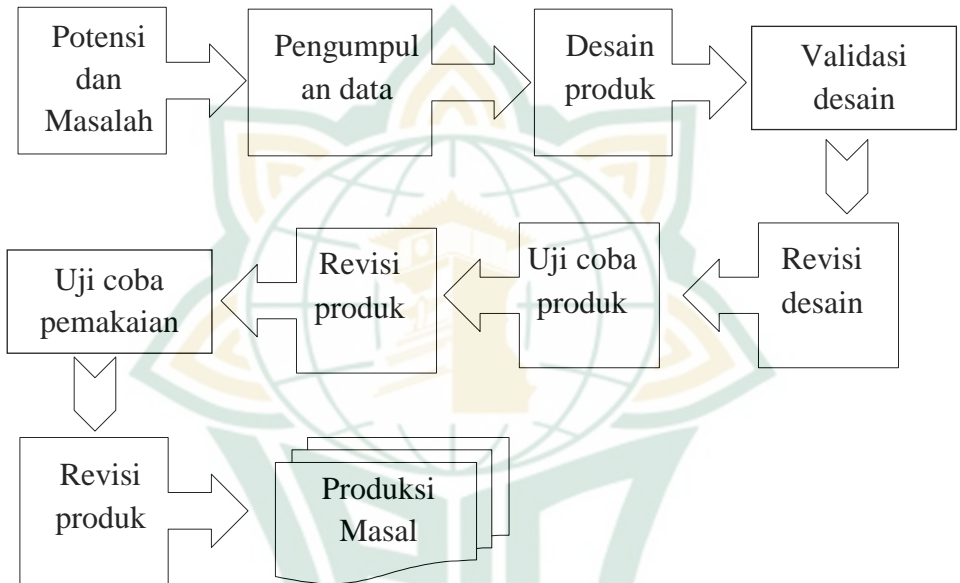 Potensi
dan
Masalah
Pengumpul
an data
Desain
produk
Validasi
desain
Revisi
desain
Uji coba
produk
Revisi
produk
Uji coba
pemakaian
Revisi
produk
Produksi
Masal